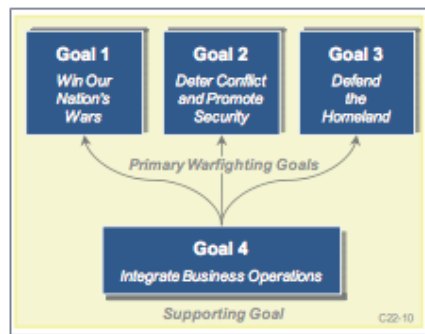 Goal 1
Win Our
Nation's
Wars
Goal 2
Deter Conflict
and Promote
Security
Goal 3
Defend
the
Homeland
Primary Warfighting Goals
Goal 4
Integrate Business Operations
Supporting Goal
C22-10